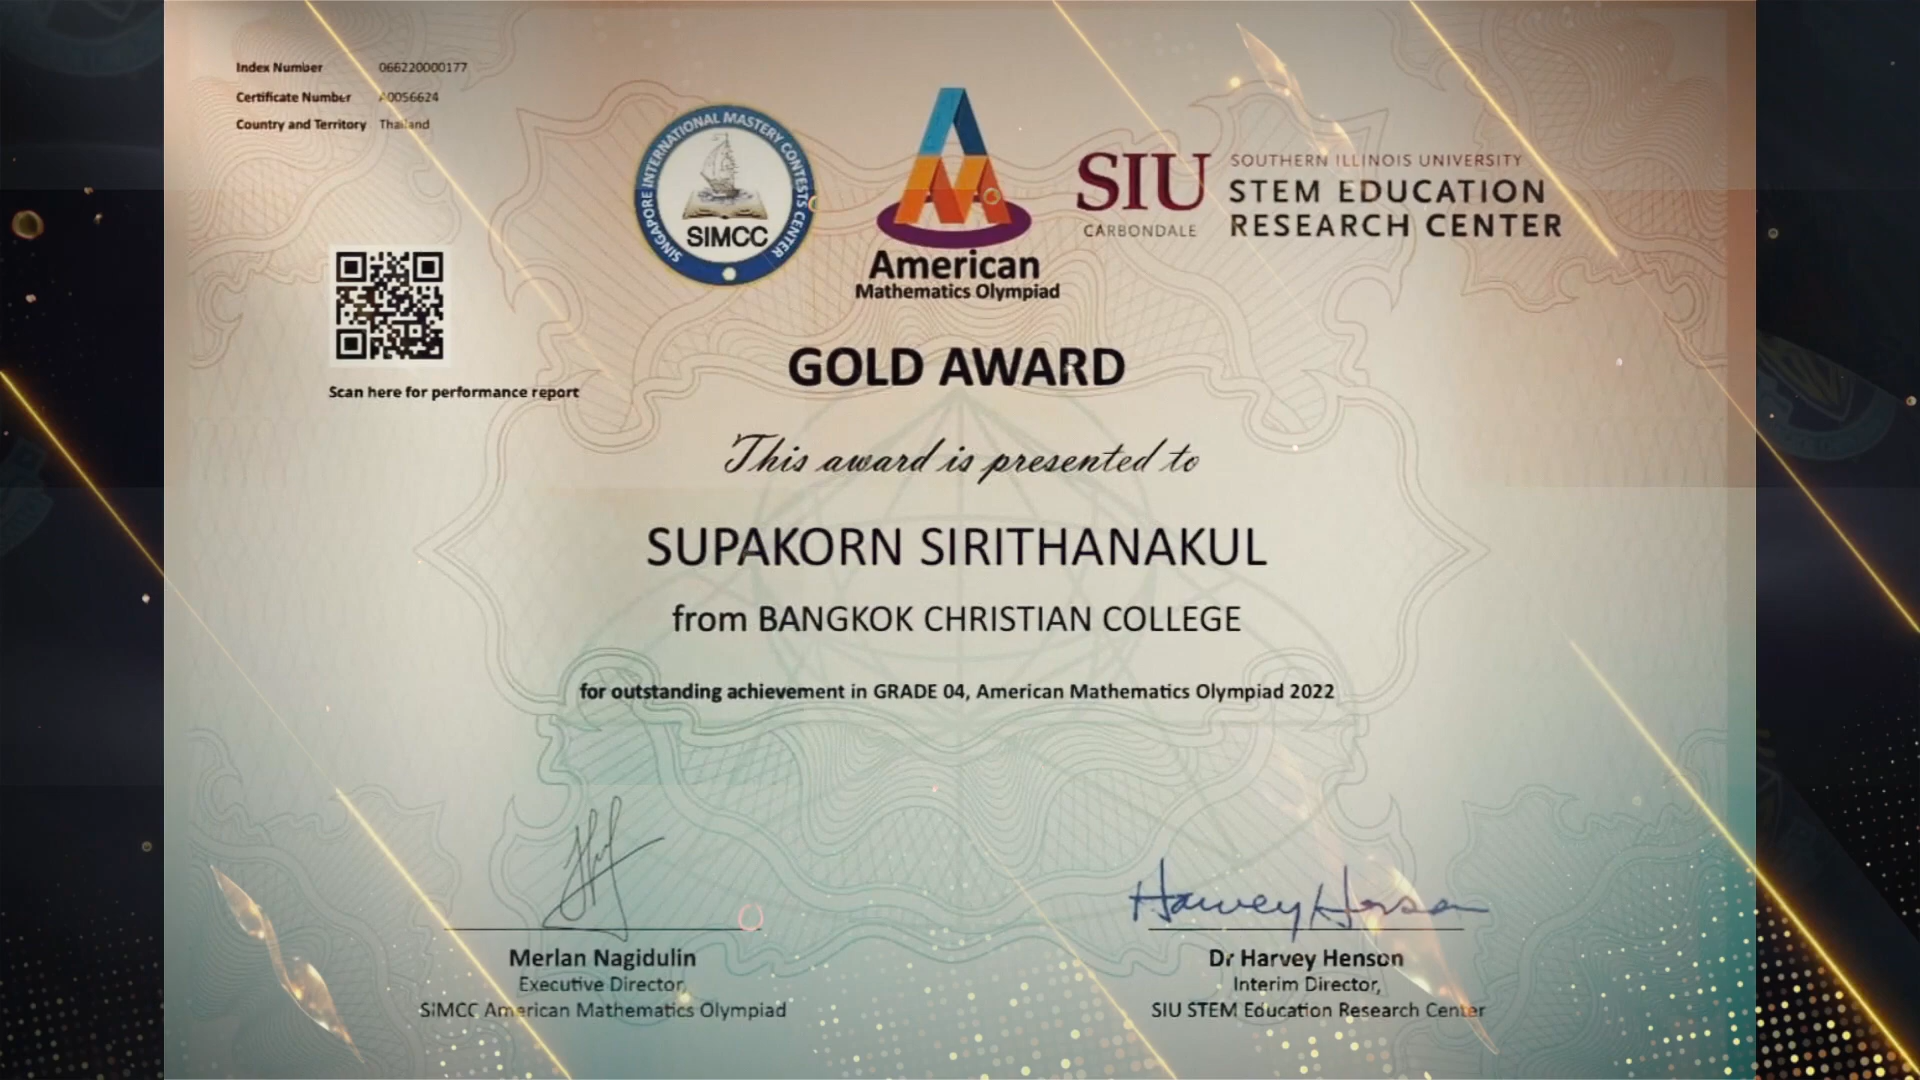 Index Number 066220000177
Certificate Number A0056624
Country and Territory Thailand
SINGAPORE INTERNATIONAL MASTERY CONTESTS CENTER
SIMCC
American
Mathematics Olympiad
SIU
CARBONDALE
SOUTHERN ILLINOIS UNIVERSITY
STEM EDUCATION
RESEARCH CENTER
Scan here for performance report
GOLD AWARD
This award is presented to
SUPAKORN SIRITHANAKUL
from BANGKOK CHRISTIAN COLLEGE
for outstanding achievement in GRADE 04, American Mathematics Olympiad 2022
Harvey Henson
Merlan Nagidulin
Executive Director,
SIMCC American Mathematics Olympiad
Dr Harvey Henson
Interim Director,
SIU STEM Education Research Center